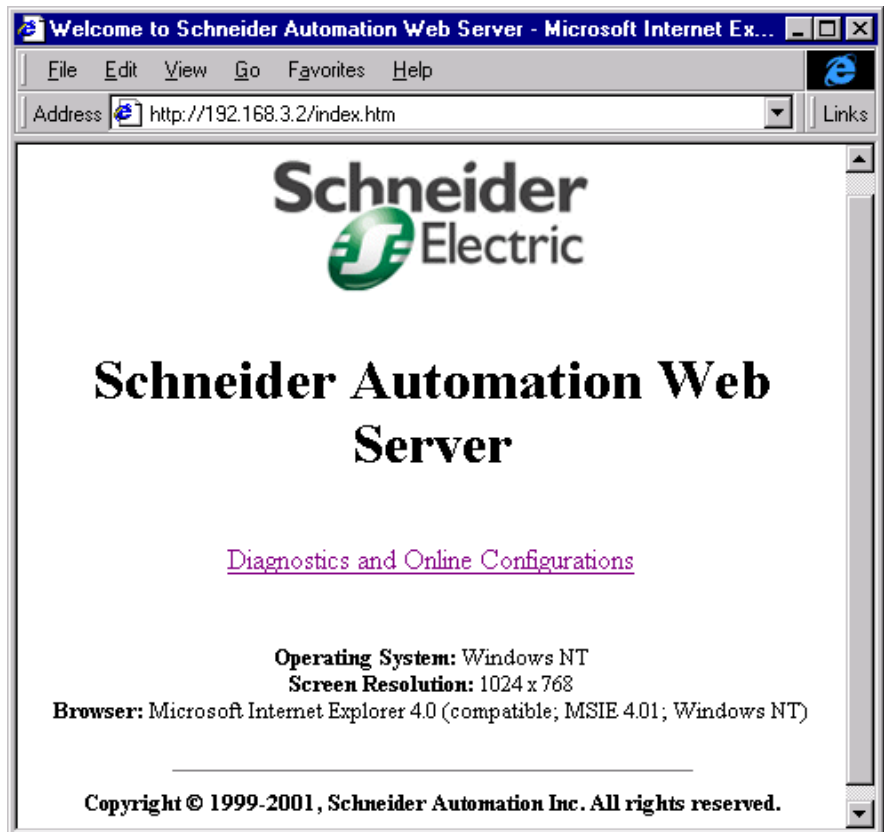 Welcome to Schneider Automation Web Server - Microsoft Internet Ex...
File Edit View Go Favorites Help
Address http://192.168.3.2/index.htm Links
Schneider
Electric
Schneider Automation Web
Server
Diagnostics and Online Configurations
Operating System: Windows NT
Screen Resolution: 1024 x 768
Browser: Microsoft Internet Explorer 4.0 (compatible; MSIE 4.01; Windows NT)
Copyright © 1999-2001, Schneider Automation Inc. All rights reserved.